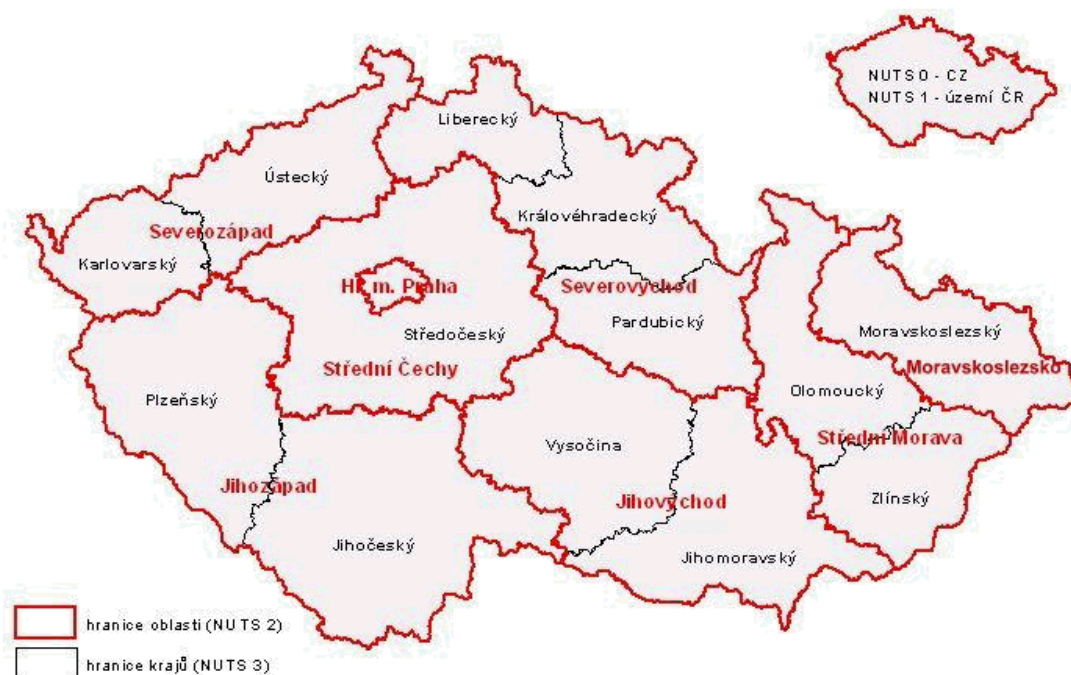 NUTS 0 - CZ
NUTS 1 - území ČR
Liberecký
Ústecký
Královéhradecký
Severozápad
Karlovarský
Hl. m. Praha
Severovýchod
Pardubický
Středočeský
Moravskoslezský
Střední Čechy
Moravskoslezsko
Plzeňský
Olomoucký
Vysočina
Střední Morava
Jihozápad
Jihovýchod
Zlínský
Jihočeský
Jihomoravský
hranice oblastí (NUTS 2)
hranice krajů (NUTS 3)